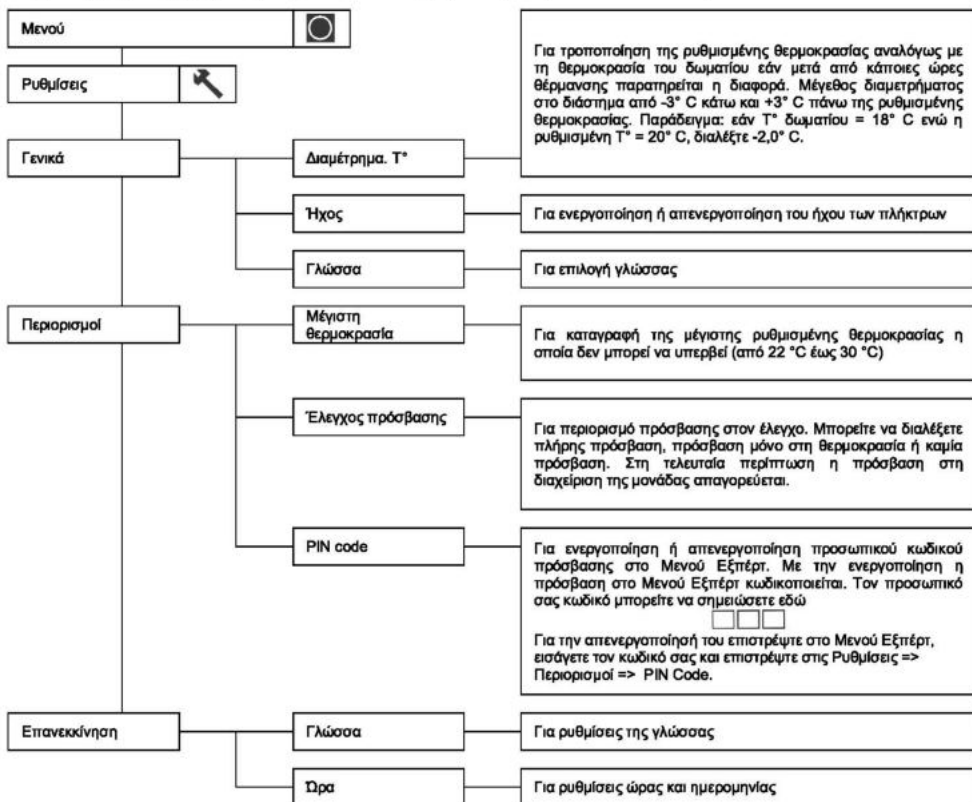 Μενού
Ρυθμίσεις
Για τροποποίηση της ρυθμισμένης θερμοκρασίας αναλόγως με
τη θερμοκρασία του δωματίου εάν μετά από κάποιες ώρες
θέρμανσης παρατηρείται η διαφορά. Μέγεθος διαμετρήματος
στο διάστημα από -3° C κάτω και +3° C πάνω της ρυθμισμένης
θερμοκρασίας. Παράδειγμα: εάν T° δωματίου = 18° C ενώ η
ρυθμισμένη T° = 20° C, διαλέξτε -2,0° C.
Γενικά
Διαμέτρημα. T°
Ήχος
Για ενεργοποίηση ή απενεργοποίηση του ήχου των πλήκτρων
Γλώσσα
Για επιλογή γλώσσας
Περιορισμοί
Μέγιστη
θερμοκρασία
Για καταγραφή της μέγιστης ρυθμισμένης θερμοκρασίας η
οποία δεν μπορεί να υπερβεί (από 22 °C έως 30 °C)
Έλεγχος πρόσβασης
Για περιορισμό πρόσβασης στον έλεγχο. Μπορείτε να διαλέξετε
πλήρης πρόσβαση, πρόσβαση μόνο στη θερμοκρασία ή καμία
πρόσβαση. Στη τελευταία περίπτωση η πρόσβαση στη
διαχείριση της μονάδας απαγορεύεται.
PIN code
Για ενεργοποίηση ή απενεργοποίηση προσωπικού κωδικού
πρόσβασης στο Μενού Εξπέρτ. Με την ενεργοποίηση η
πρόσβαση στο Μενού Εξπέρτ κωδικοποιείται. Τον προσωπικό
σας κωδικό μπορείτε να σημειώσετε εδώ
Για την απενεργοποίησή του επιστρέψτε στο Μενού Εξπέρτ,
εισάγετε τον κωδικό σας και επιστρέψτε στις Ρυθμίσεις =>
Περιορισμοί => PIN Code.
Επανεκκίνηση
Γλώσσα
Για ρυθμίσεις της γλώσσας
Ώρα
Για ρυθμίσεις ώρας και ημερομηνίας